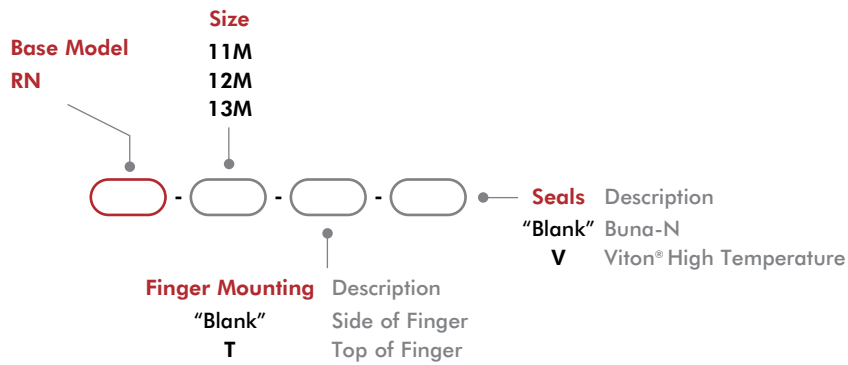 Size
Base Model
11M
RN
12M
13M
- - -
Seals Description
“Blank” Buna-N
V Viton® High Temperature
Finger Mounting Description
“Blank” Side of Finger
T Top of Finger